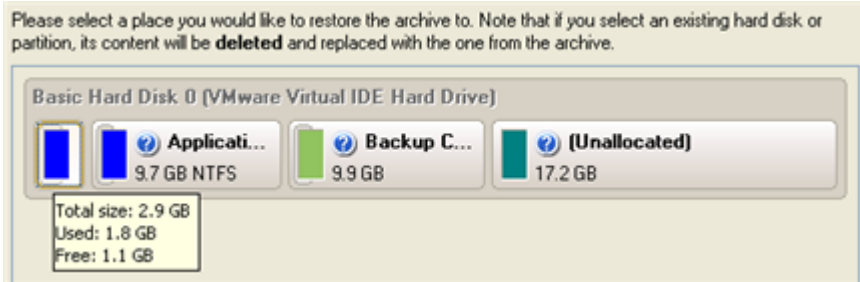 Please select a place you would like to restore the archive to. Note that if you select an existing hard disk or
partition, its content will be deleted and replaced with the one from the archive.
Basic Hard Disk 0 (VMware Virtual IDE Hard Drive)
Applicati... Backup C... (Unallocated)
9.7 GB NTFS 9.9 GB 17.2 GB
Total size: 2.9 GB
Used: 1.8 GB
Free: 1.1 GB